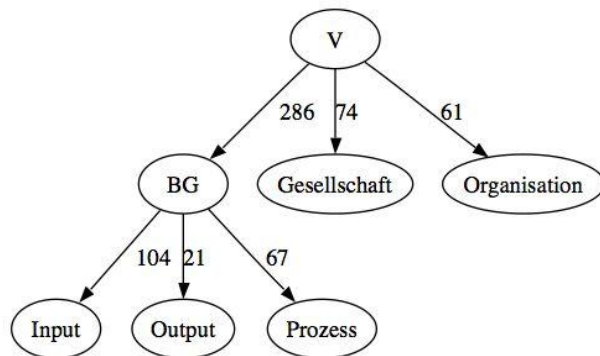 V
286 74 61
BG Gesellschaft Organisation
104 21 67
Input Output Prozess